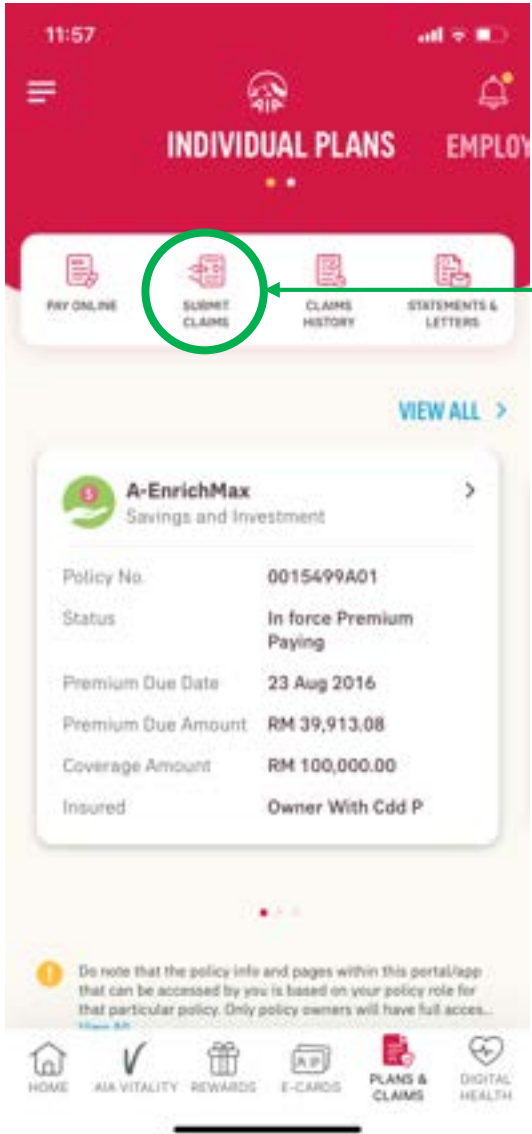 11:57
AIA
INDIVIDUAL PLANS EMPLOY
PAY ONLINE
SUBMIT
CLAIMS
CLAIMS
HISTORY
STATEMENTS &
LETTERS
VIEW ALL >
A-EnrichMax >
Savings and Investment
Policy No. 0015499A01
Status In force Premium
Paying
Premium Due Date 23 Aug 2016
Premium Due Amount RM 39,913.08
Coverage Amount RM 100,000.00
Insured Owner With Cdd P
Do note that the policy info and pages within this portal/app
that can be accessed by you is based on your policy role for
that particular policy. Only policy owners will have full acces...
View All
HOME
AIA VITALITY
REWARDS
E-CARDS
PLANS &
CLAIMS
DIGITAL
HEALTH